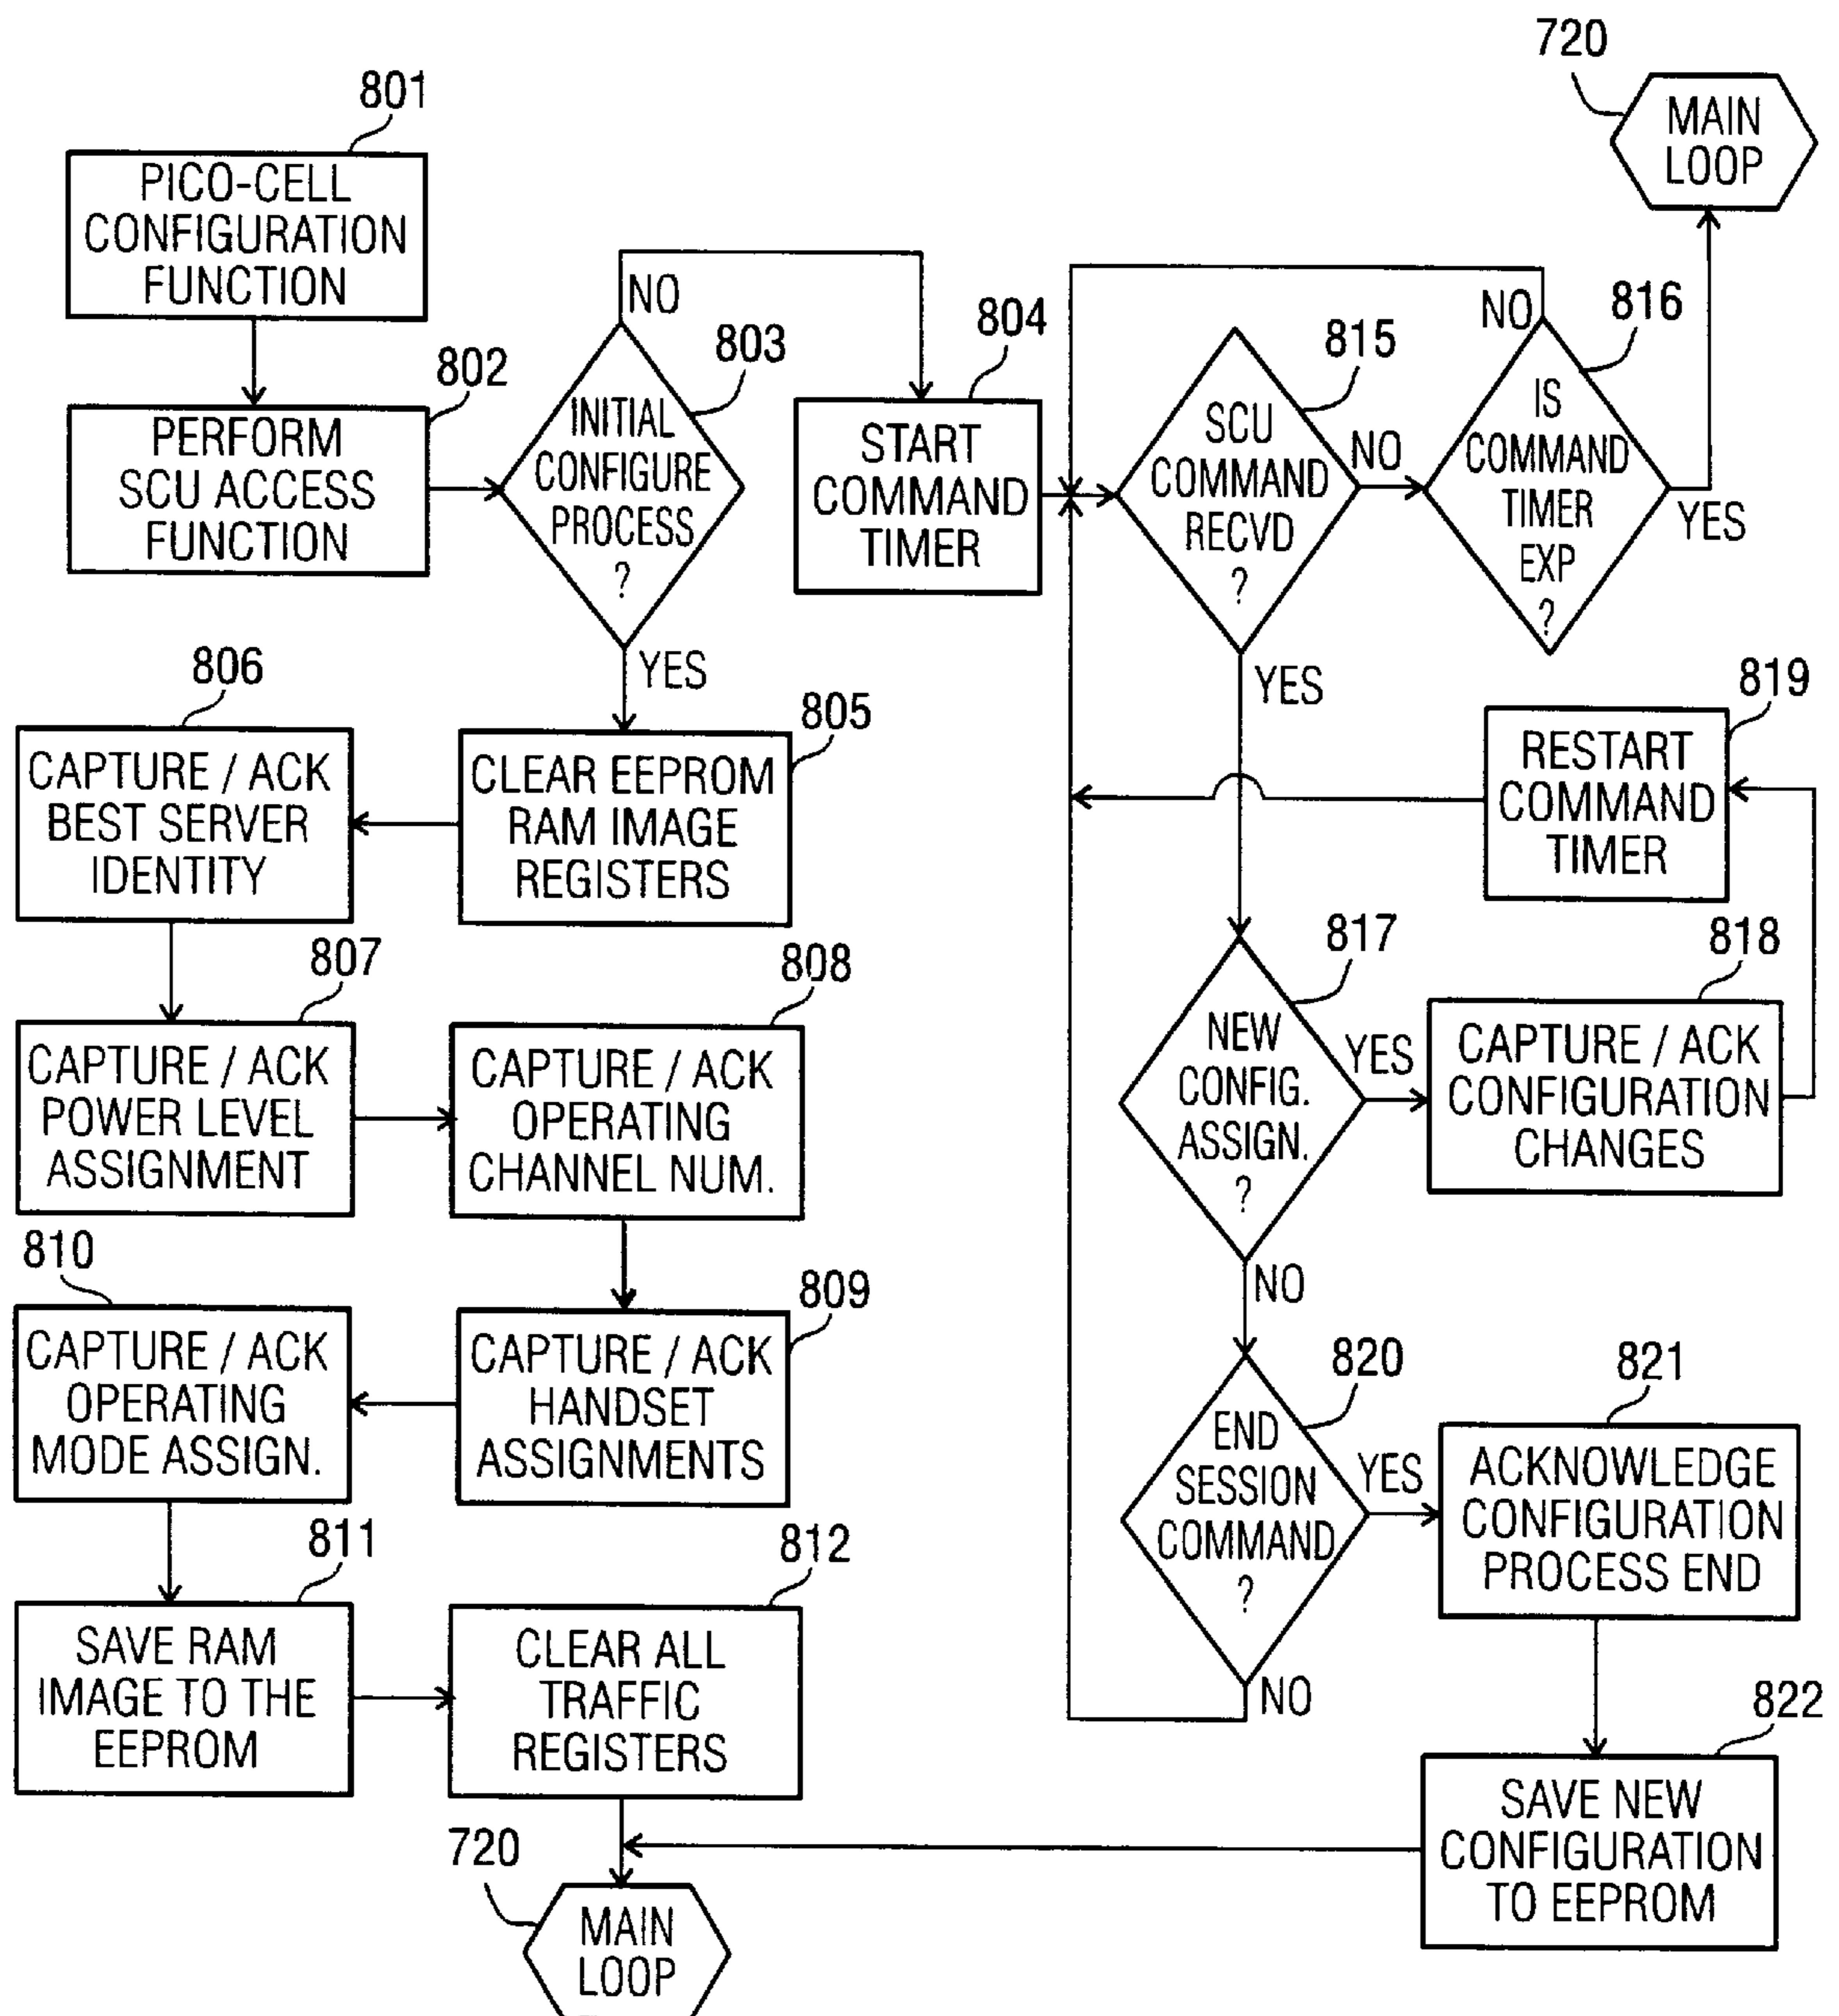 720
MAIN
LOOP
801
PICO-CELL
CONFIGURATION
FUNCTION
802
PERFORM
SCU ACCESS
FUNCTION
803
INITIAL
CONFIGURE
PROCESS
?
NO
YES
804
START
COMMAND
TIMER
815
SCU
COMMAND
RECVD
?
NO
YES
816
IS
COMMAND
TIMER
EXP
?
NO
YES
805
CLEAR EEPROM
RAM IMAGE
REGISTERS
806
CAPTURE / ACK
BEST SERVER
IDENTITY
807
CAPTURE / ACK
POWER LEVEL
ASSIGNMENT
808
CAPTURE / ACK
OPERATING
CHANNEL NUM.
809
CAPTURE / ACK
HANDSET
ASSIGNMENTS
810
CAPTURE / ACK
OPERATING
MODE ASSIGN.
811
SAVE RAM
IMAGE TO THE
EEPROM
812
CLEAR ALL
TRAFFIC
REGISTERS
817
NEW
CONFIG.
ASSIGN.
?
YES
NO
818
CAPTURE / ACK
CONFIGURATION
CHANGES
819
RESTART
COMMAND
TIMER
820
END
SESSION
COMMAND
?
YES
NO
821
ACKNOWLEDGE
CONFIGURATION
PROCESS END
822
SAVE NEW
CONFIGURATION
TO EEPROM
720
MAIN
LOOP